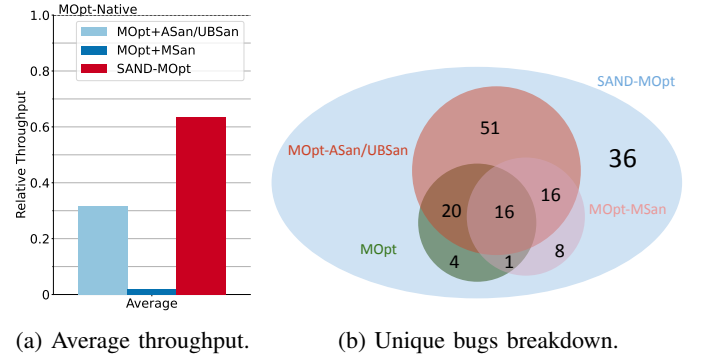 MOpt-Native
1.0
MOpt+ASan/UBSan
MOpt+MSan
SAND-MOpt
0.8
0.6
0.4
0.2
0
Relative Throughput
Average
(a) Average throughput.
SAND-MOpt
MOpt-ASan/UBSan
51
36
16
MOpt-MSan
20
16
MOpt
4
1
8
(b) Unique bugs breakdown.